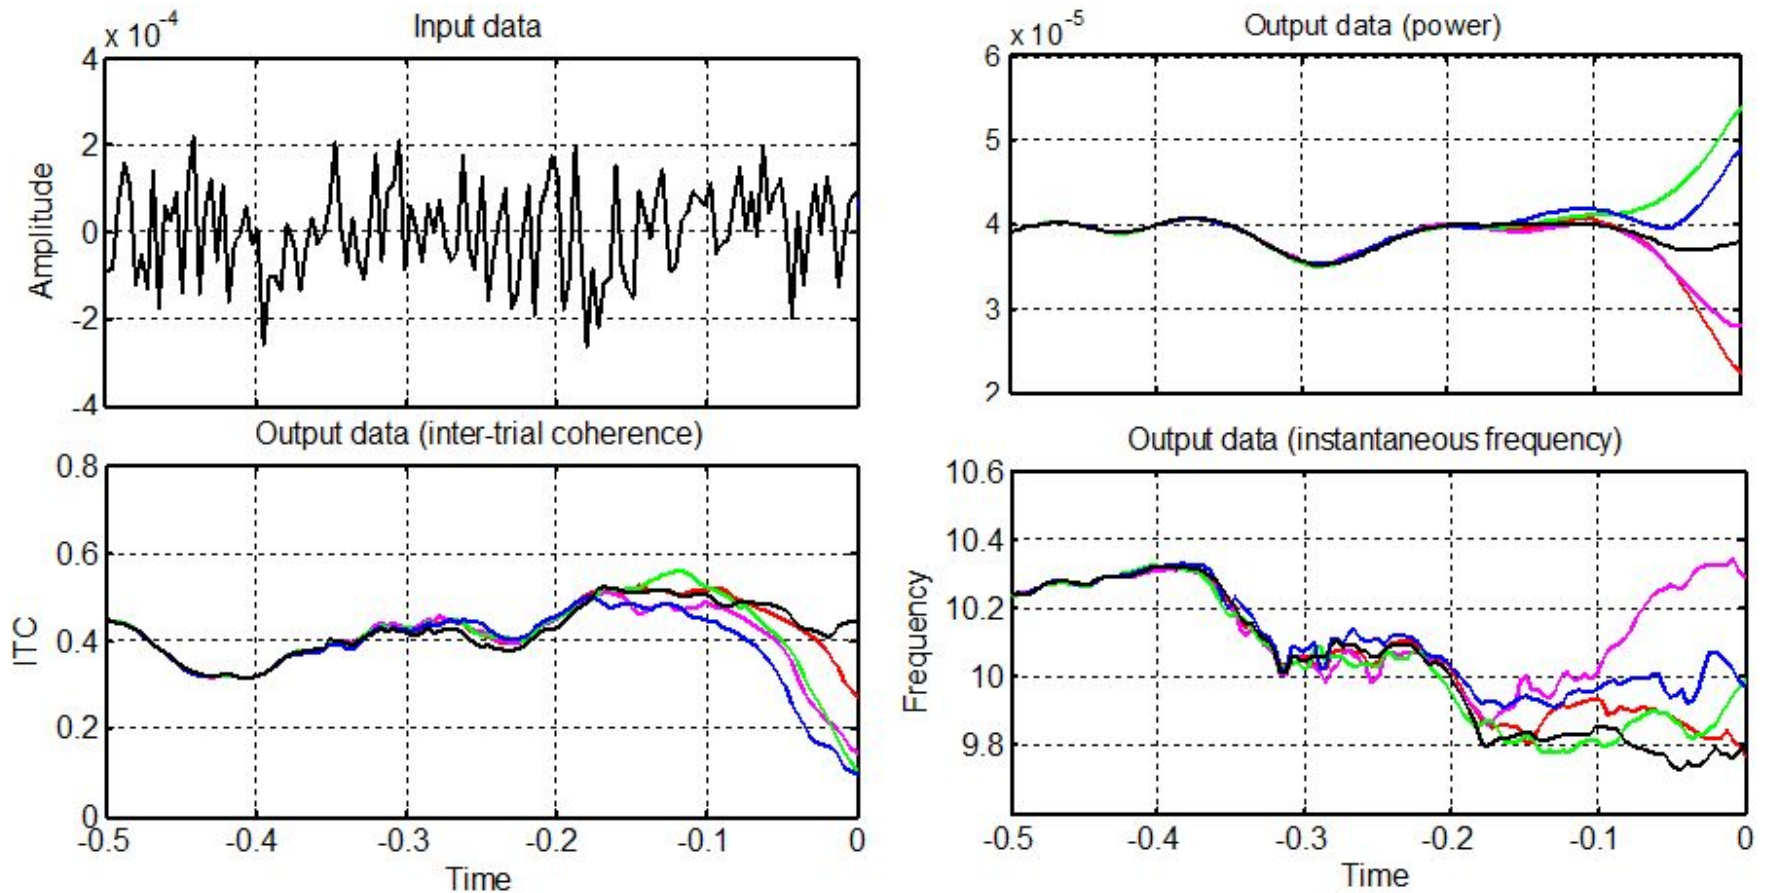 Input data
x 10-4
4
2
0
-2
-4
Amplitude
Output data (power)
x 10-5
6
5
4
3
2
Output data (inter-trial coherence)
0.8
0.6
0.4
0.2
0
ITC
-0.5 -0.4 -0.3 -0.2 -0.1 0
Time
Output data (instantaneous frequency)
10.6
10.4
10.2
10
9.8
Frequency
-0.5 -0.4 -0.3 -0.2 -0.1 0
Time